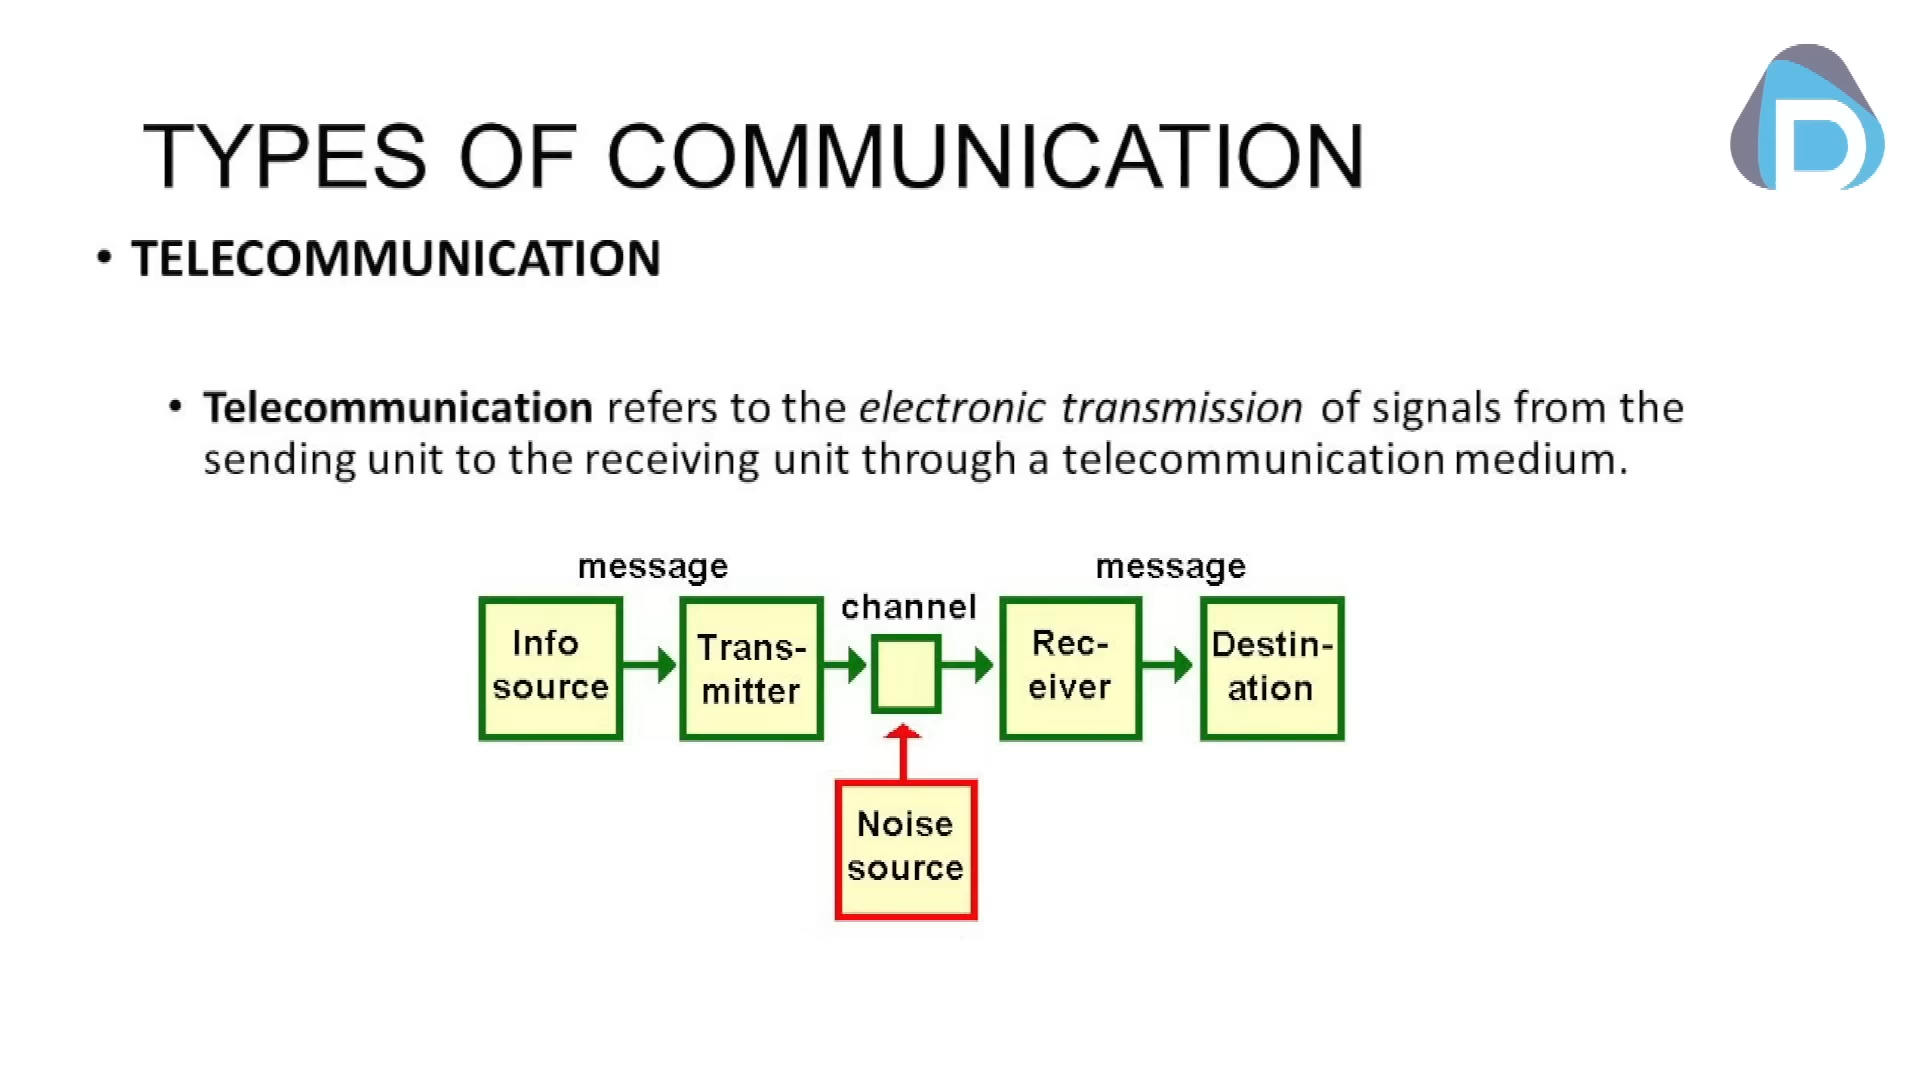 TYPES OF COMMUNICATION
• TELECOMMUNICATION
• Telecommunication refers to the electronic transmission of signals from the
sending unit to the receiving unit through a telecommunication medium.
message
message
channel
Info
source
Trans-
mitter
Rec-
eiver
Destin-
ation
Noise
source
D